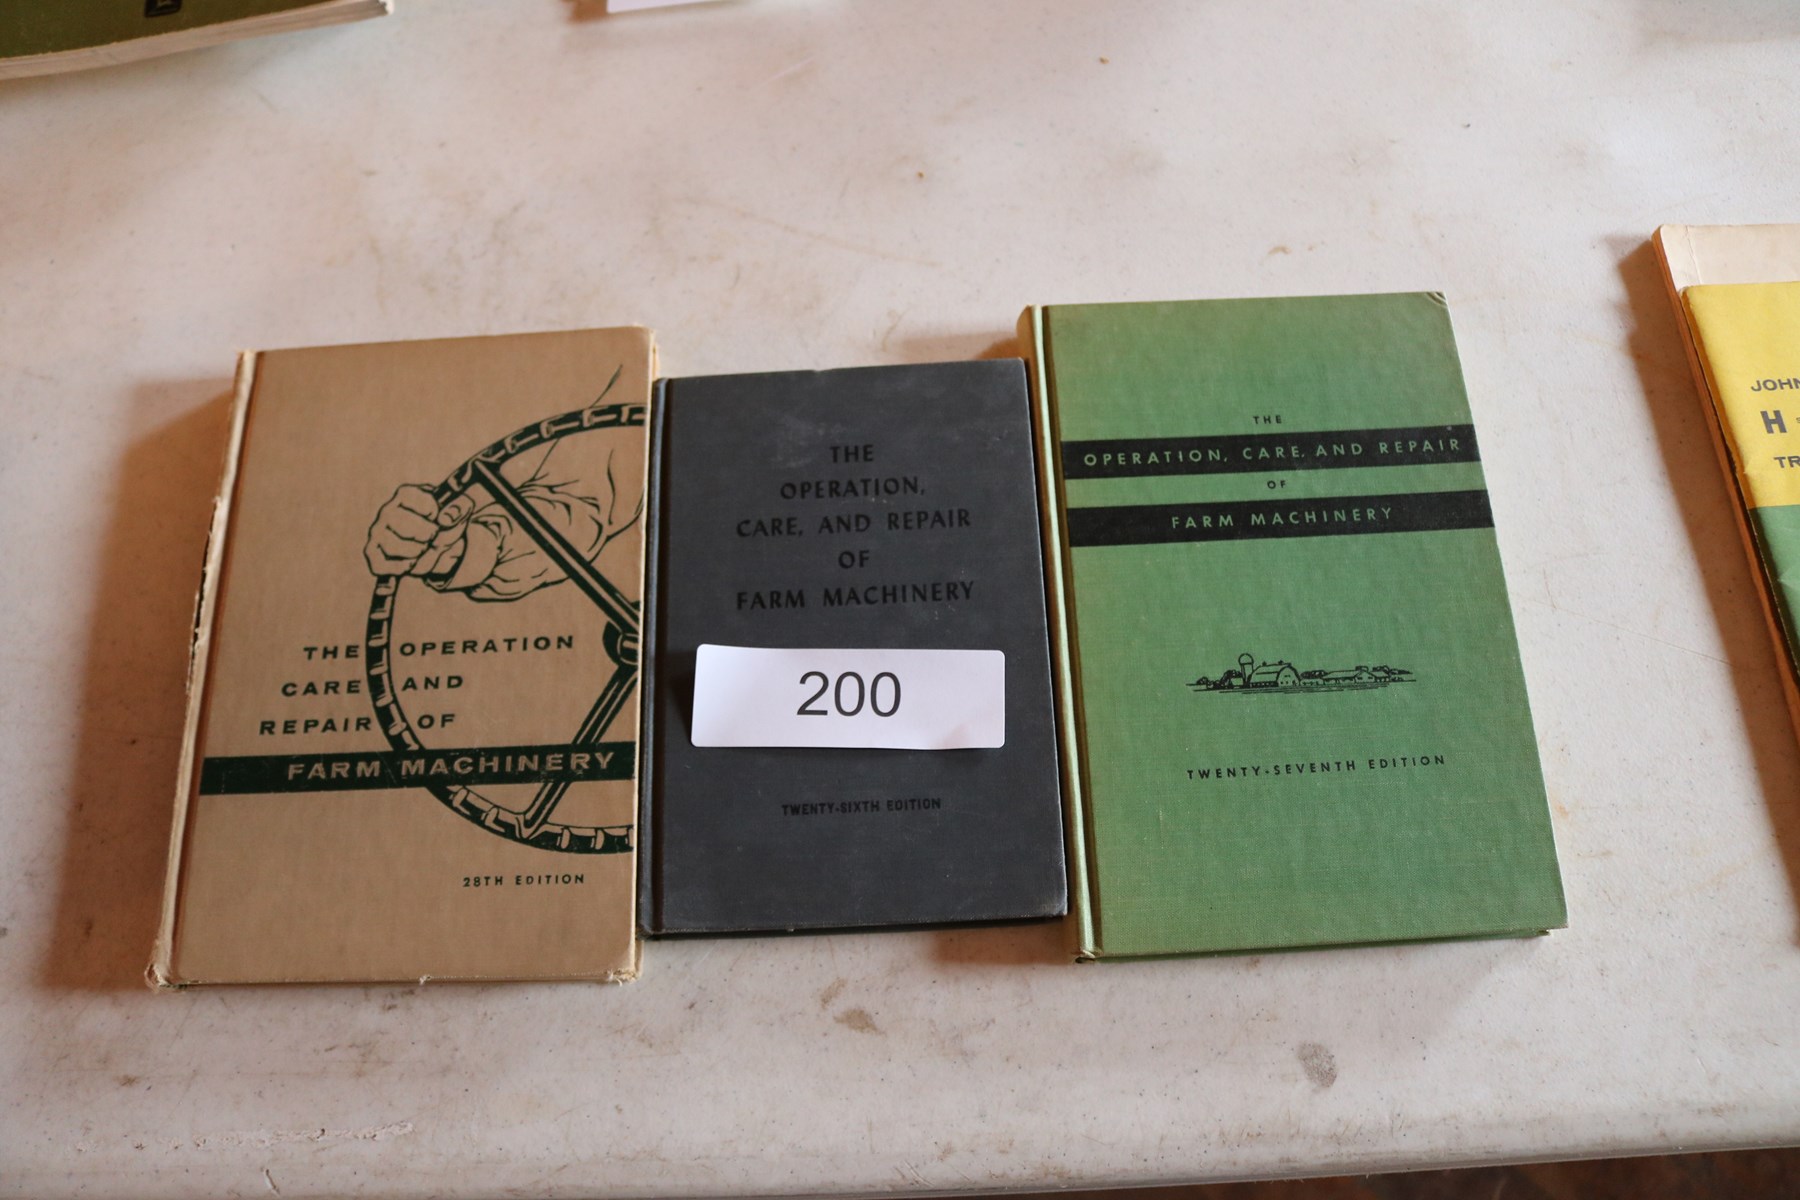 THE OPERATION
CARE AND
REPAIR OF
FARM MACHINERY
28TH EDITION
THE
OPERATION,
CARE, AND REPAIR
OF
FARM MACHINERY
200
TWENTY-SIXTH EDITION
THE
OPERATION, CARE, AND REPAIR
OF
FARM MACHINERY
TWENTY-SEVENTH EDITION
JOHN
H
TR